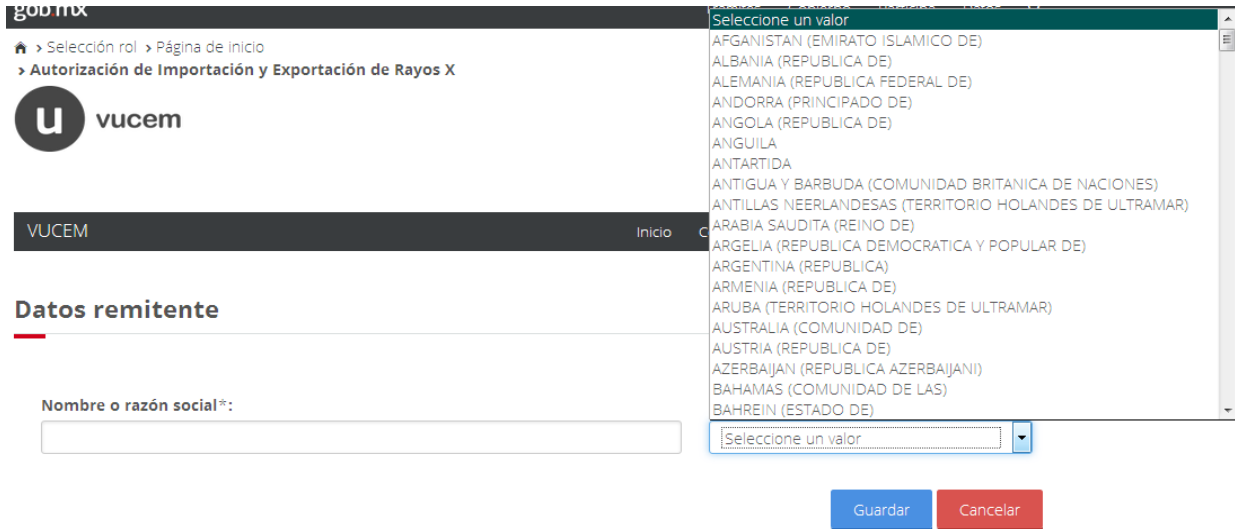 gob.mx
> Selección rol > Página de inicio
> Autorización de Importación y Exportación de Rayos X
u vucem
VUCEM
Inicio
Datos remitente
Nombre o razón social*:
Seleccione un valor
AFGANISTAN (EMIRATO ISLAMICO DE)
ALBANIA (REPUBLICA DE)
ALEMANIA (REPUBLICA FEDERAL DE)
ANDORRA (PRINCIPADO DE)
ANGOLA (REPUBLICA DE)
ANGUILA
ANTARTIDA
ANTIGUA Y BARBUDA (COMUNIDAD BRITANICA DE NACIONES)
ANTILLAS NEERLANDESAS (TERRITORIO HOLANDES DE ULTRAMAR)
ARABIA SAUDITA (REINO DE)
ARGELIA (REPUBLICA DEMOCRATICA Y POPULAR DE)
ARGENTINA (REPUBLICA)
ARMENIA (REPUBLICA DE)
ARUBA (TERRITORIO HOLANDES DE ULTRAMAR)
AUSTRALIA (COMUNIDAD DE)
AUSTRIA (REPUBLICA DE)
AZERBAIJAN (REPUBLICA AZERBAIJANI)
BAHAMAS (COMUNIDAD DE LAS)
BAHREIN (ESTADO DE)
Seleccione un valor
Guardar Cancelar